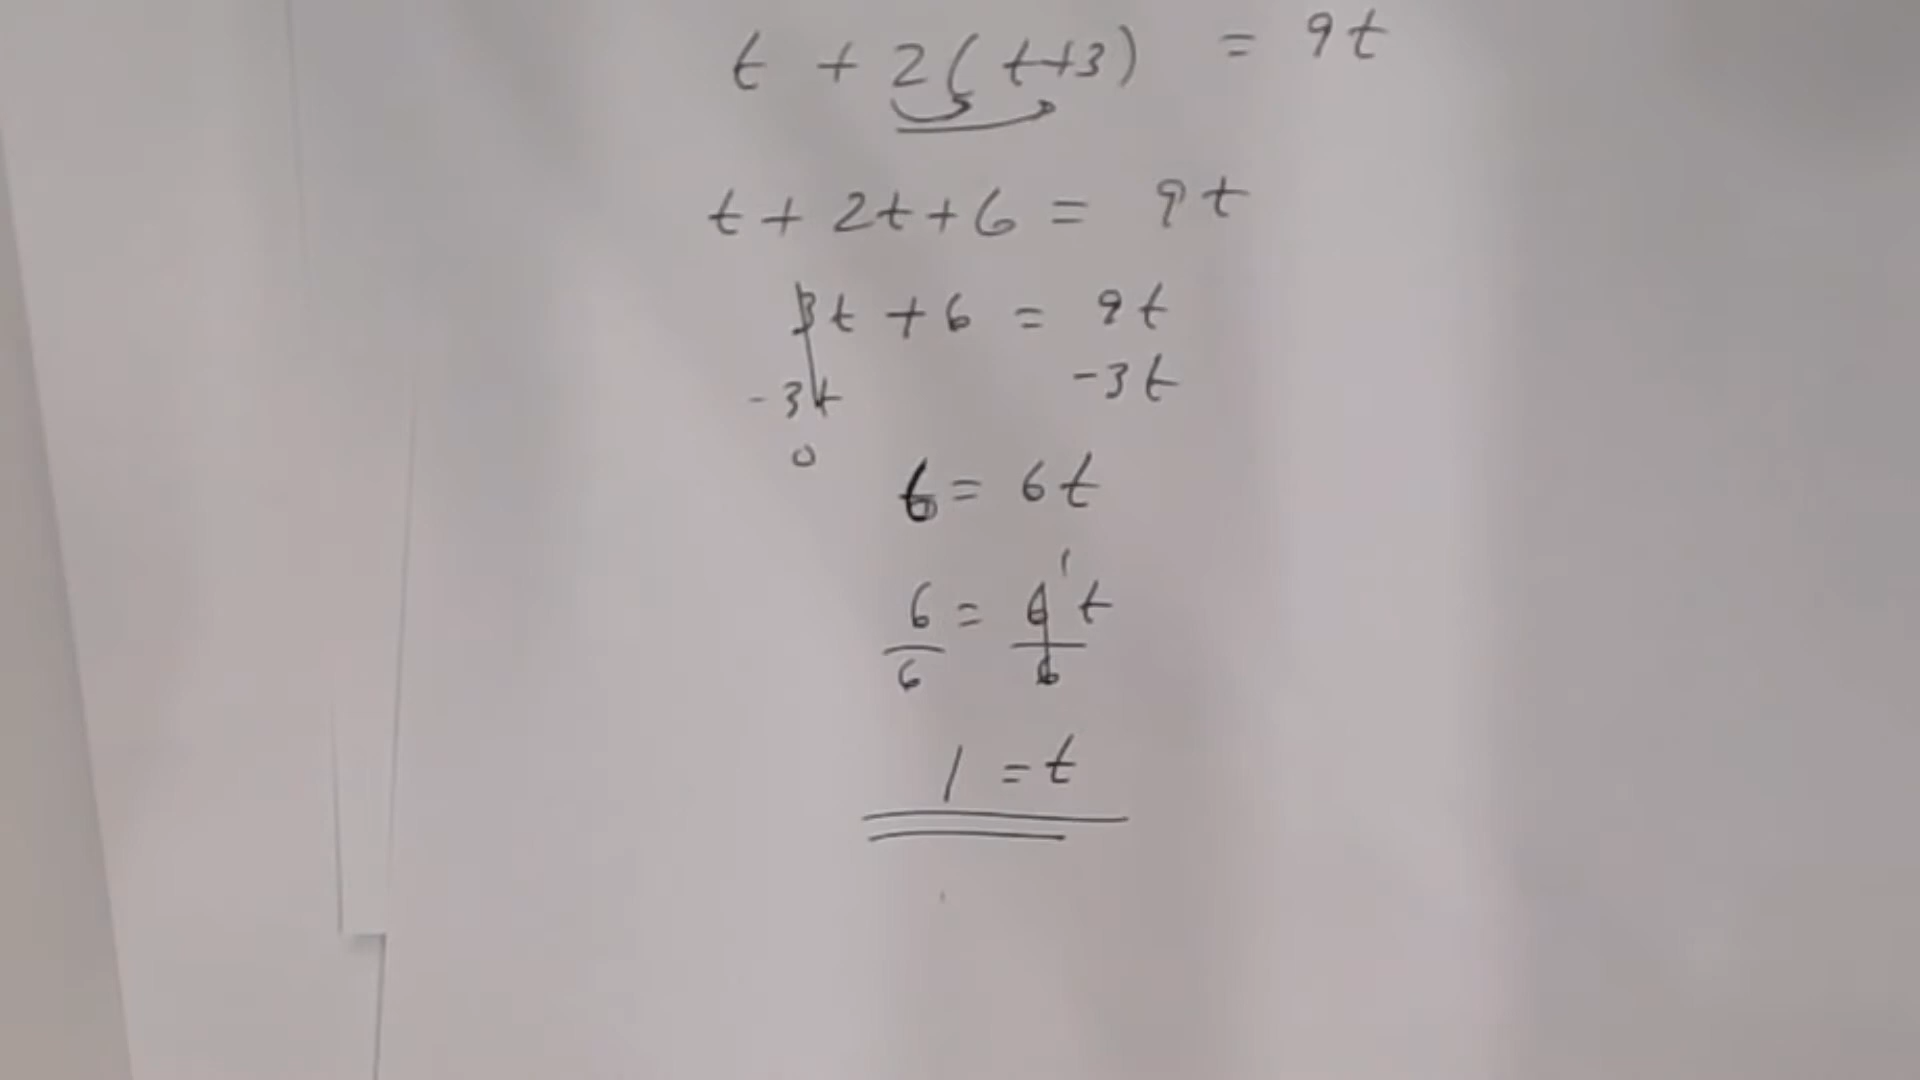 t + 2(t+3) = 9t
t + 2t + 6 = 9t
3t + 6 = 9t
-3t -3t
0
6 = 6t
6/6 = 6t/6 1
1 = t